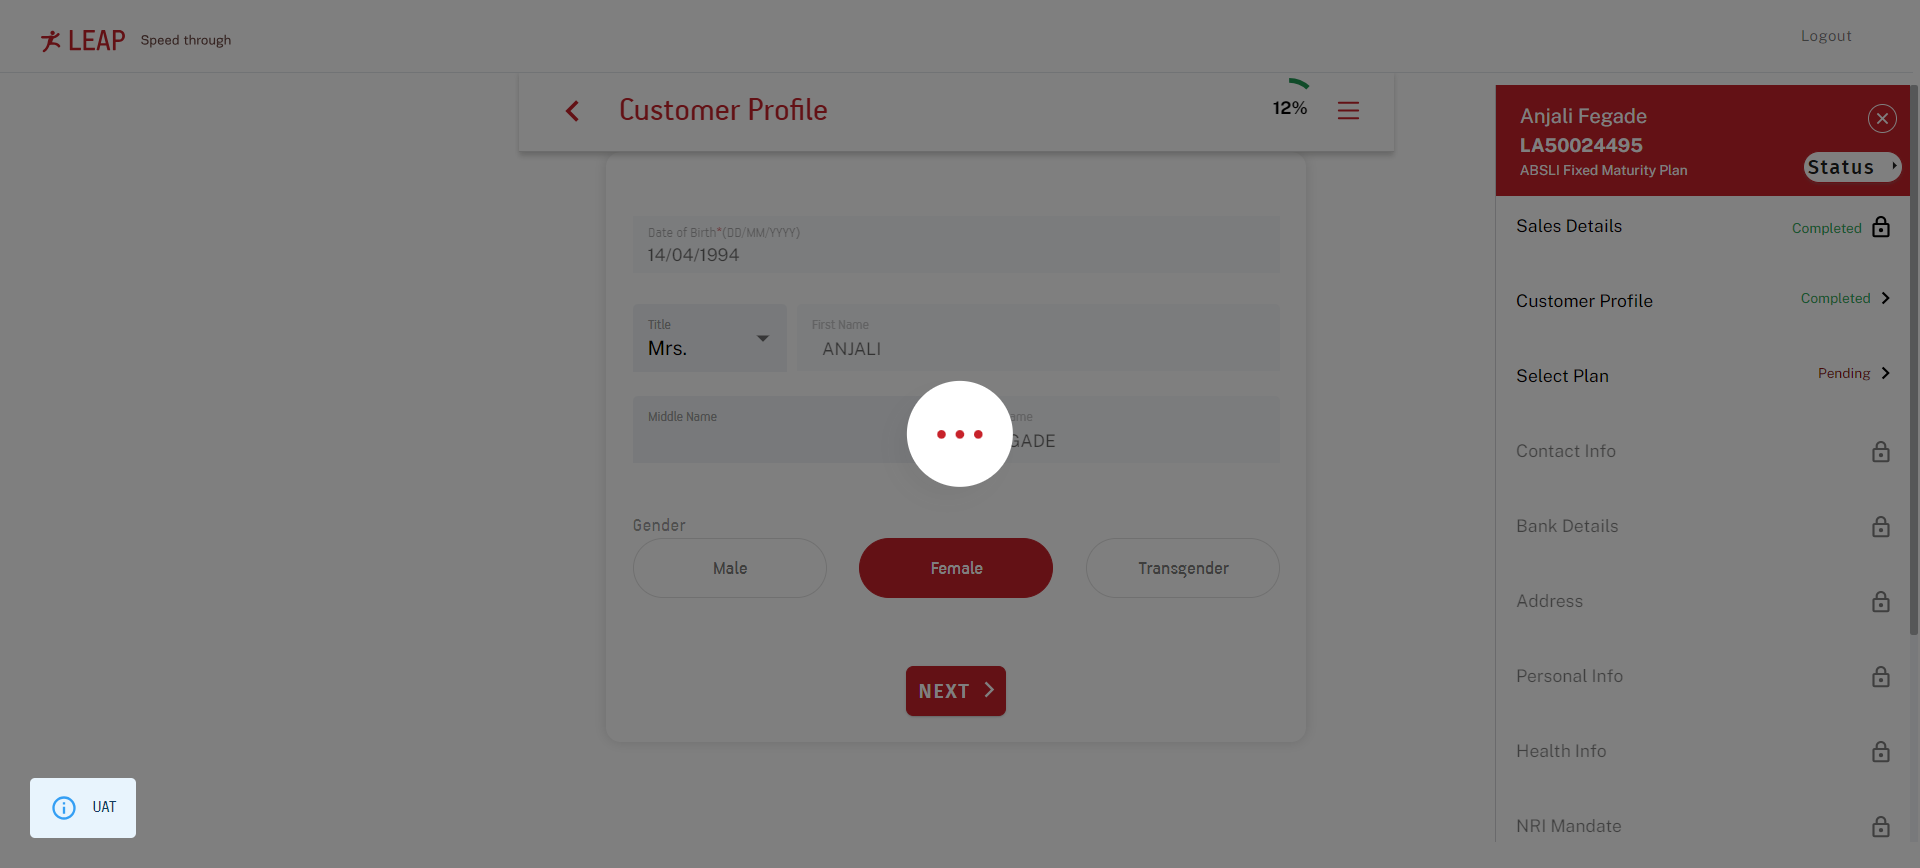 LEAP Speed through
Logout
Customer Profile
12%
Date of Birth*(DD/MM/YYYY)
14/04/1994
Title
Mrs.
First Name
ANJALI
Middle Name
GADE
Gender
Male
Female
Transgender
NEXT
UAT
Anjali Fegade
LA50024495
ABSLI Fixed Maturity Plan
Status
Sales Details Completed
Customer Profile Completed
Select Plan Pending
Contact Info
Bank Details
Address
Personal Info
Health Info
NRI Mandate